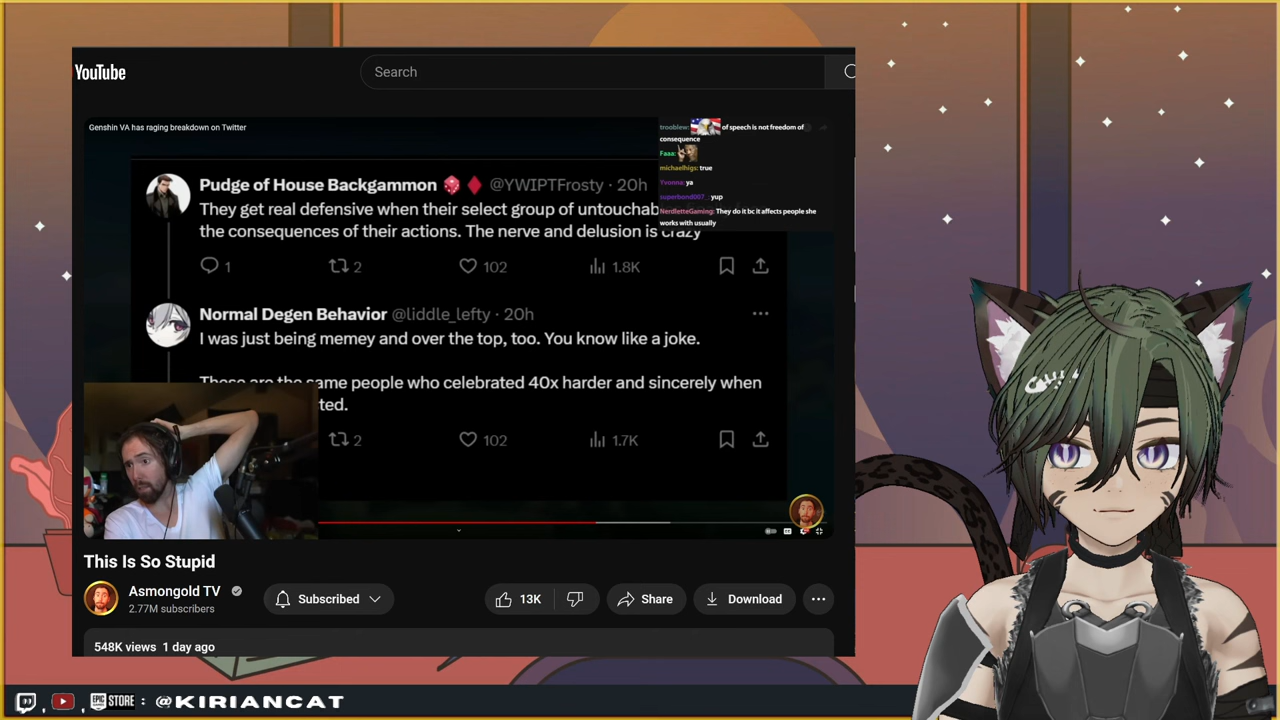 YouTube
Search
Genshin VA has raging breakdown on Twitter
trooblew: of speech is not freedom of
consequence
Faaa:
michaelhigs: true
Yvonna: ya
superbond007_: yup
NerdletteGaming: They do it bc it affects people she
works with usually
Pudge of House Backgammon @YWIPTFrosty · 20h
They get real defensive when their select group of untouchab
the consequences of their actions. The nerve and delusion is crazy
1 2 102 1.8K
Normal Degen Behavior @liddle_lefty · 20h
I was just being memey and over the top, too. You know like a joke.
These are the same people who celebrated 40x harder and sincerely when
ted.
2 102 1.7K
This Is So Stupid
Asmongold TV
2.77M subscribers
Subscribed
13K
Share
Download
548K views 1 day ago
, , EPIC STORE : @KIRIANCAT